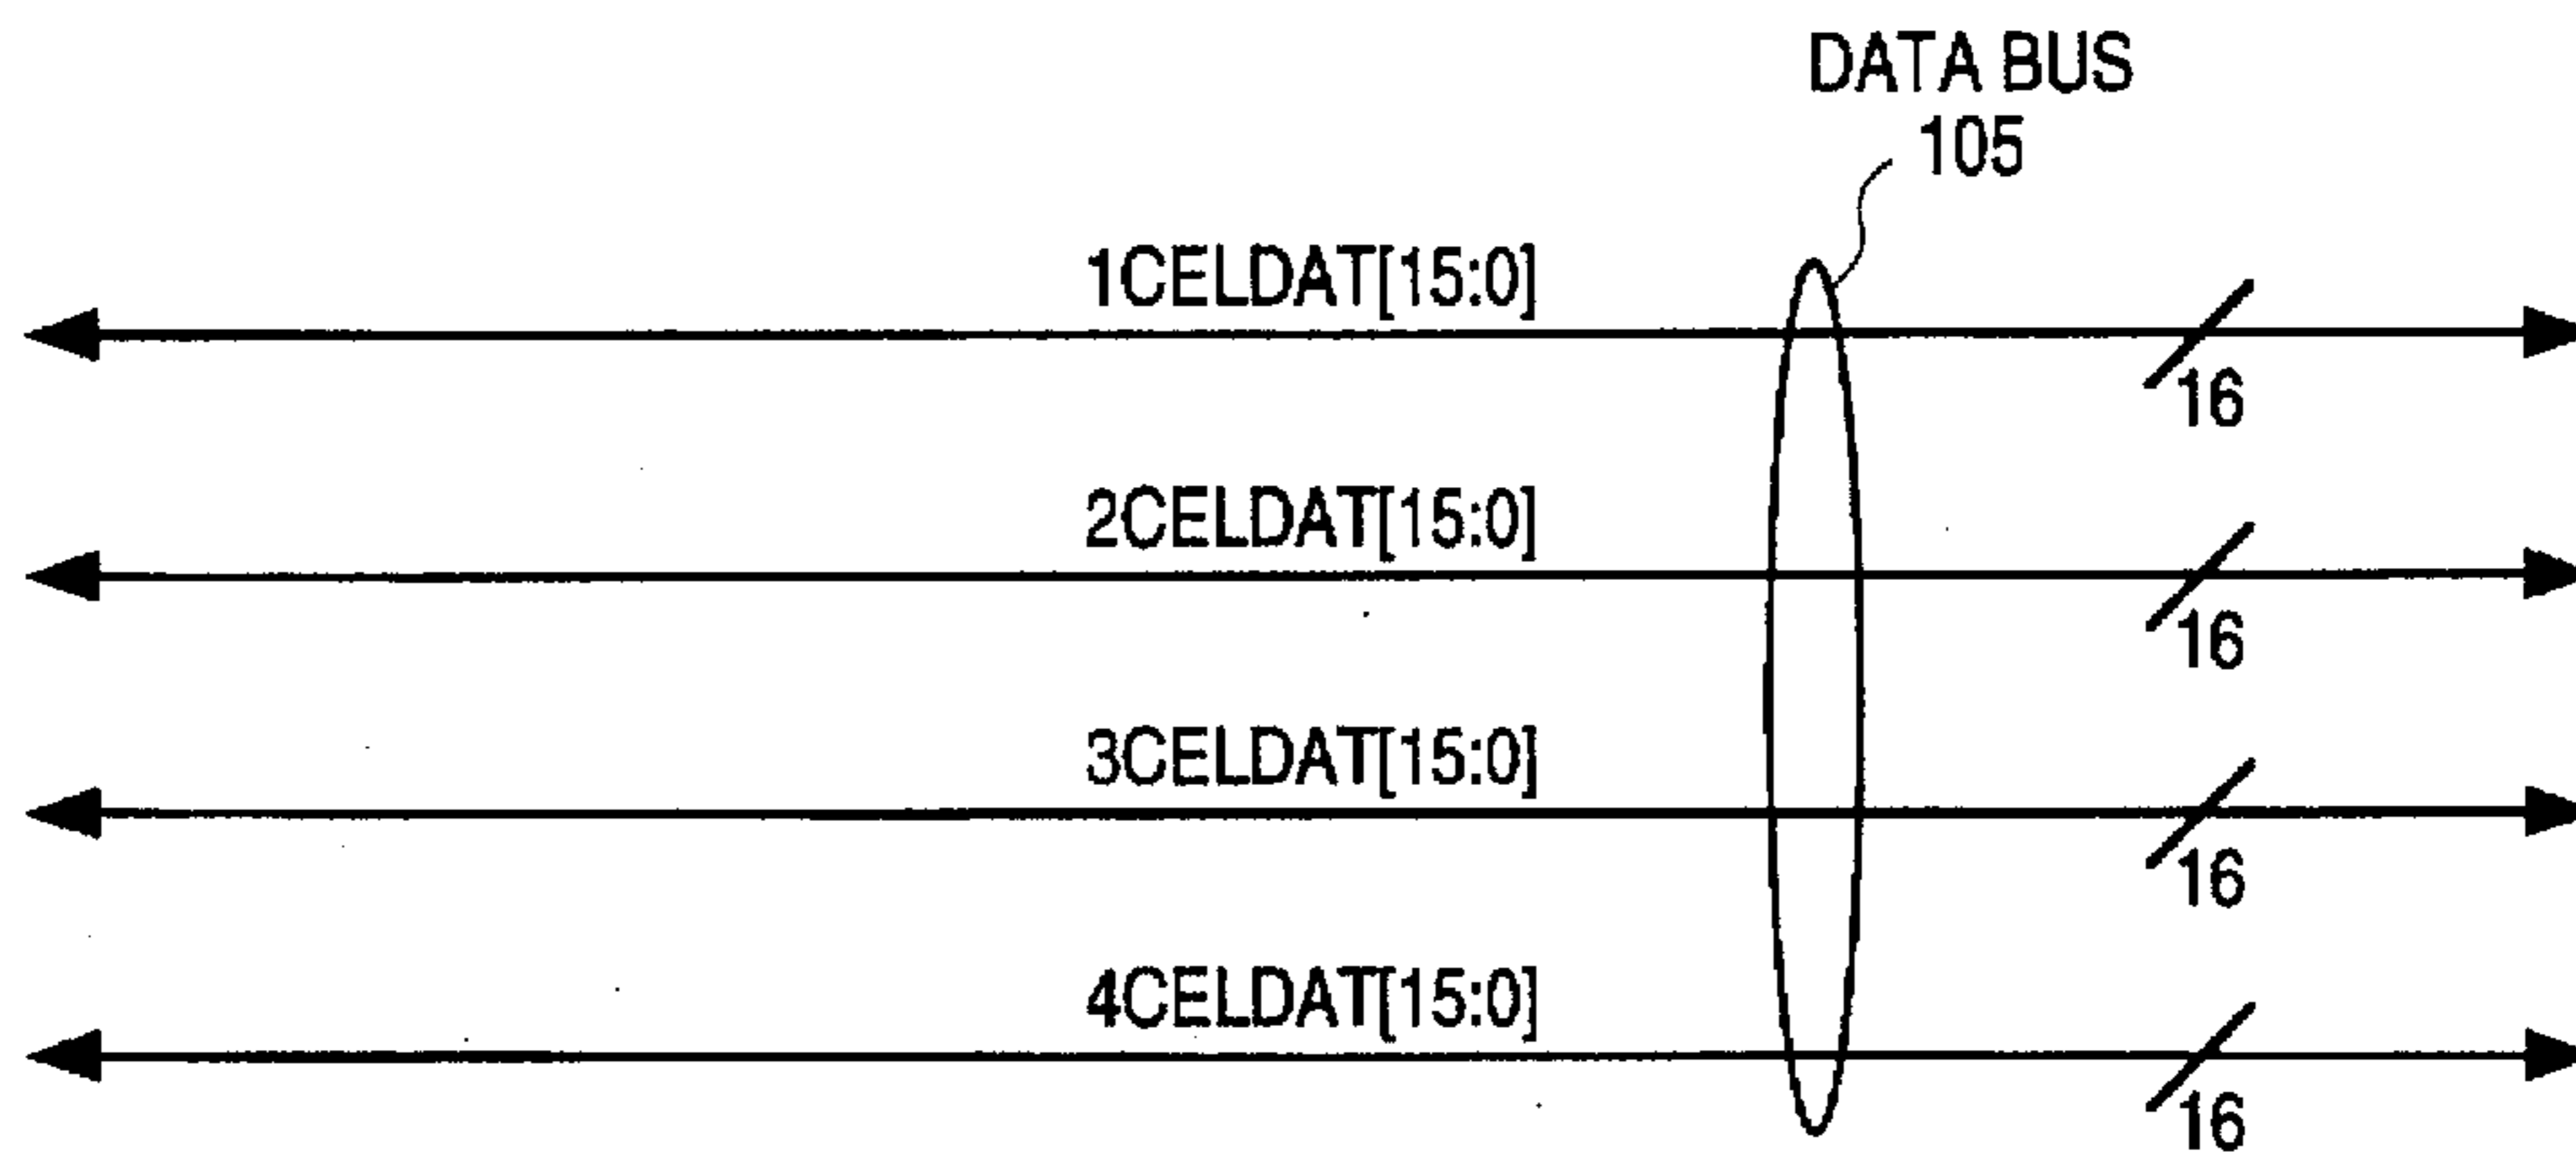 DATA BUS
105
1CELDAT[15:0]
16
2CELDAT[15:0]
16
3CELDAT[15:0]
16
4CELDAT[15:0]
16